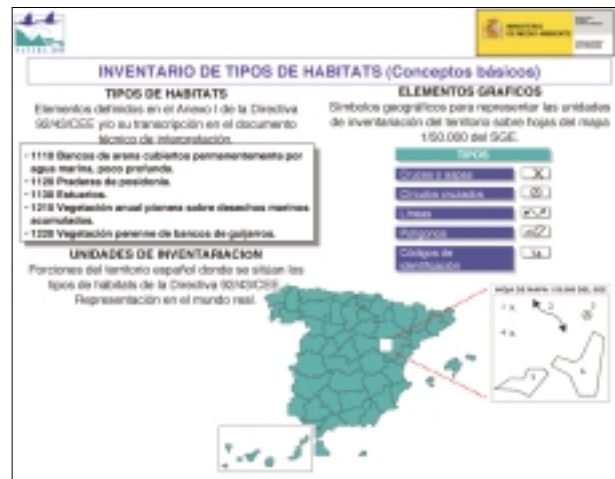 MINISTERIO
DE MEDIO AMBIENTE
INVENTARIO DE TIPOS DE HABITATS (Conceptos básicos)
TIPOS DE HABITATS
Elementos definidos en el Anexo I de la Directiva
92/43/CEE y/o su transcripción en el documento
técnico de interpretación.
- 1110 Bancos de arena cubiertos permanentemente por
agua marina, poco profunda.
- 1120 Praderas de posidonia.
- 1130 Estuarios.
- 1210 Vegetación anual pionera sobre desechos marinos
acumulados.
- 1220 Vegetación perenne de bancos de guijarros.
UNIDADES DE INVENTARIACION
Porciones del territorio español donde se sitúan los
tipos de hábitats de la Directiva 92/43/CEE.
Representación en el mundo real.
ELEMENTOS GRAFICOS
Símbolos geográficos para representar las unidades
de inventariación del territorio sobre hojas del mapa
1/50.000 del SGE.
TIPOS
Cruces o aspas
Círculos cruzados
Líneas
Polígonos
Códigos de
identificación
14
HOJA DE MAPA 1/50.000 DEL SGE